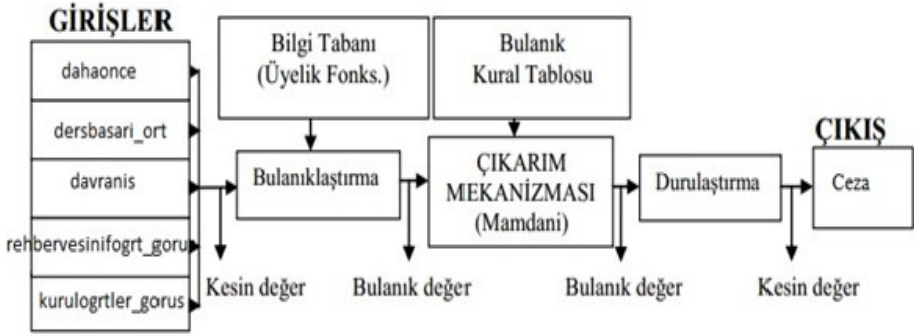 GİRİŞLER
dahaonce
dersbasari_ort
davranis
rehbervesinifogrt_goru
kurulogrtler_gorus
Bilgi Tabanı
(Üyelik Fonks.)
Bulanık
Kural Tablosu
Bulanıklaştırma
ÇIKARIM
MEKANİZMASI
(Mamdani)
Durulaştırma
ÇIKIŞ
Ceza
Kesin değer
Bulanık değer
Bulanık değer
Kesin değer